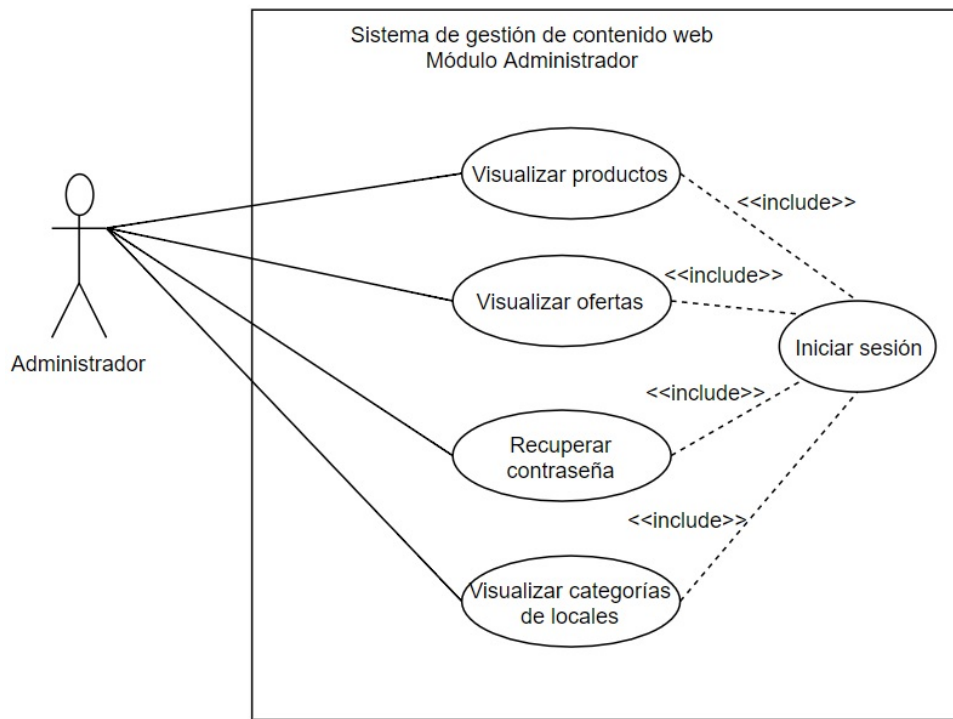 Sistema de gestión de contenido web
Módulo Administrador
Visualizar productos
<<include>>
<<include>>
Visualizar ofertas
Iniciar sesión
Administrador
<<include>>
Recuperar
contraseña
<<include>>
Visualizar categorías
de locales